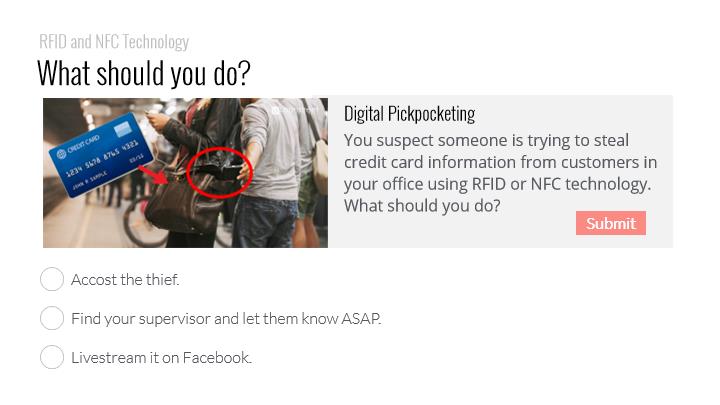 RFID and NFC Technology
What should you do?
Digital Pickpocketing
You suspect someone is trying to steal
credit card information from customers in
your office using RFID or NFC technology.
What should you do?
Submit
CREDIT CARD
1234 5678 8765 4321
03/11
JOHN R SAMPLE
Accost the thief.
Find your supervisor and let them know ASAP.
Livestream it on Facebook.